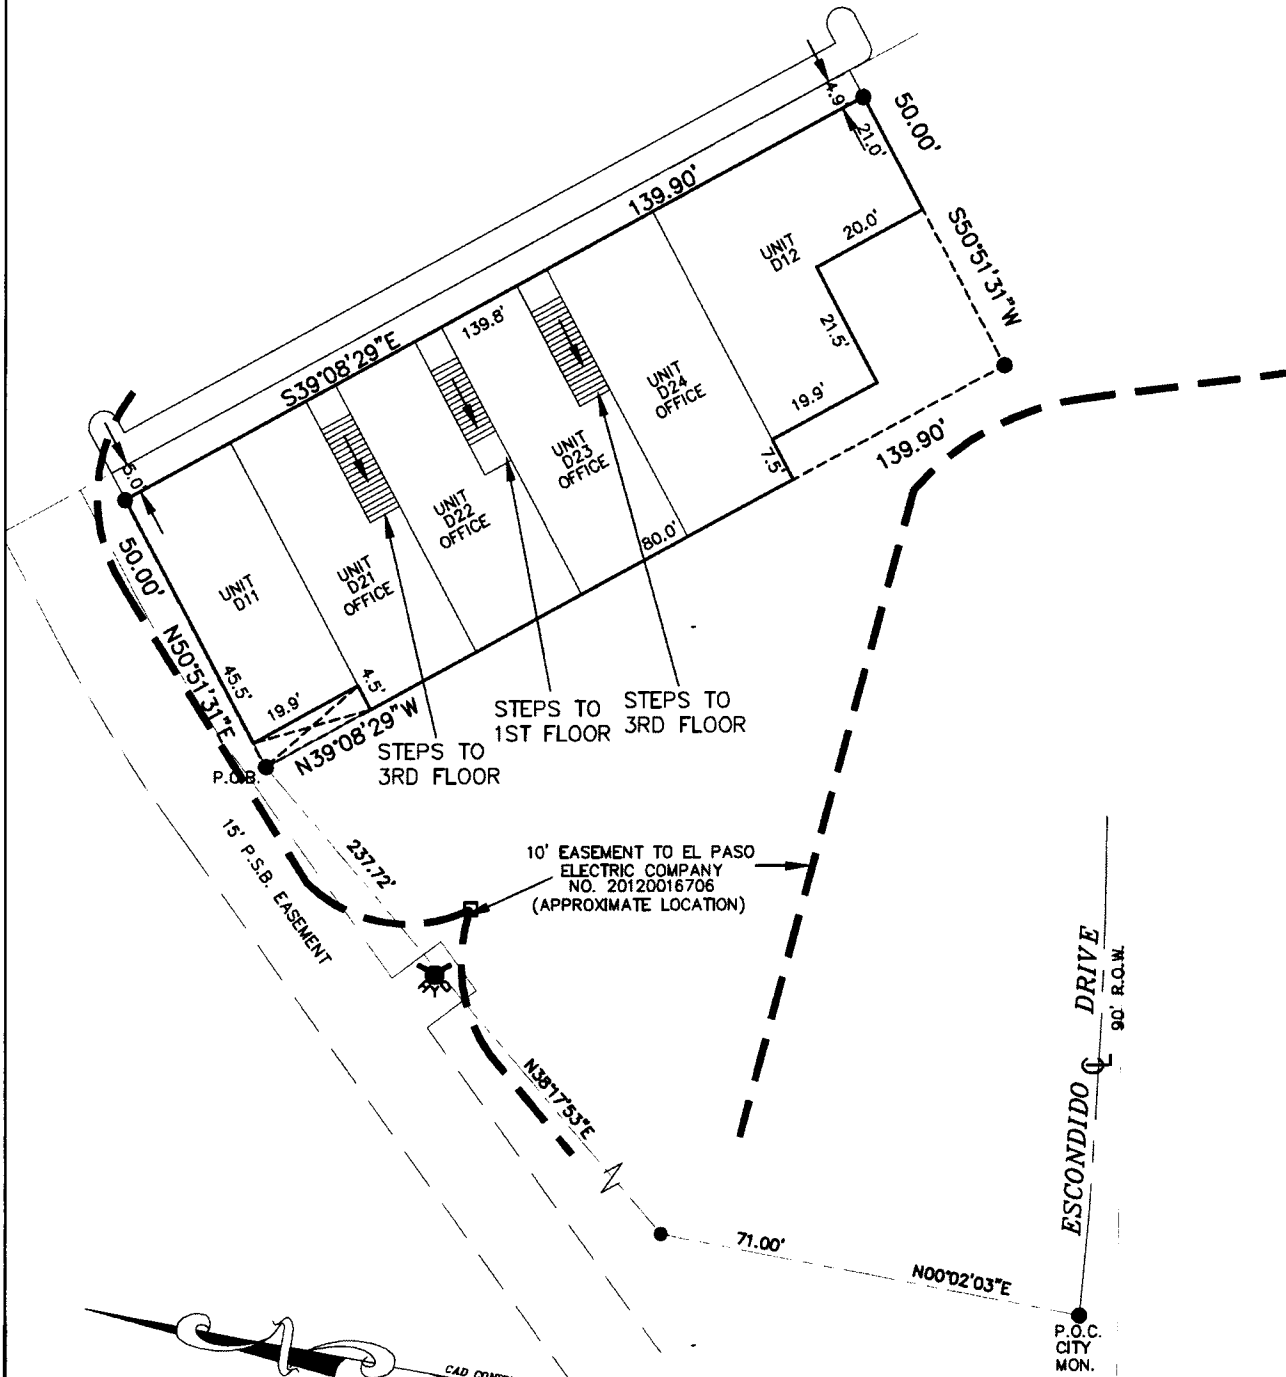 4.9
50.00'
21.0'
139.90'
S50°51'31"W
20.0'
UNIT
D12
21.5'
139.8'
S39°08'29"E
UNIT
D24
OFFICE
19.9'
139.90'
7.5'
UNIT
D23
OFFICE
5.0'
UNIT
D22
OFFICE
80.0'
50.00'
UNIT
D21
OFFICE
UNIT
D11
N50°51'31"E
45.5'
4.5'
19.9'
N39°08'29"W
STEPS TO
1ST FLOOR
STEPS TO
3RD FLOOR
STEPS TO
3RD FLOOR
P.O.B.
237.72'
15' P.S.B. EASEMENT
10' EASEMENT TO EL PASO
ELECTRIC COMPANY
NO. 20120016706
(APPROXIMATE LOCATION)
HYD
ESCONDIDO DRIVE
90' R.O.W.
N38°17'53"E
71.00'
N00°02'03"E
P.O.C.
CITY
MON.
CAD